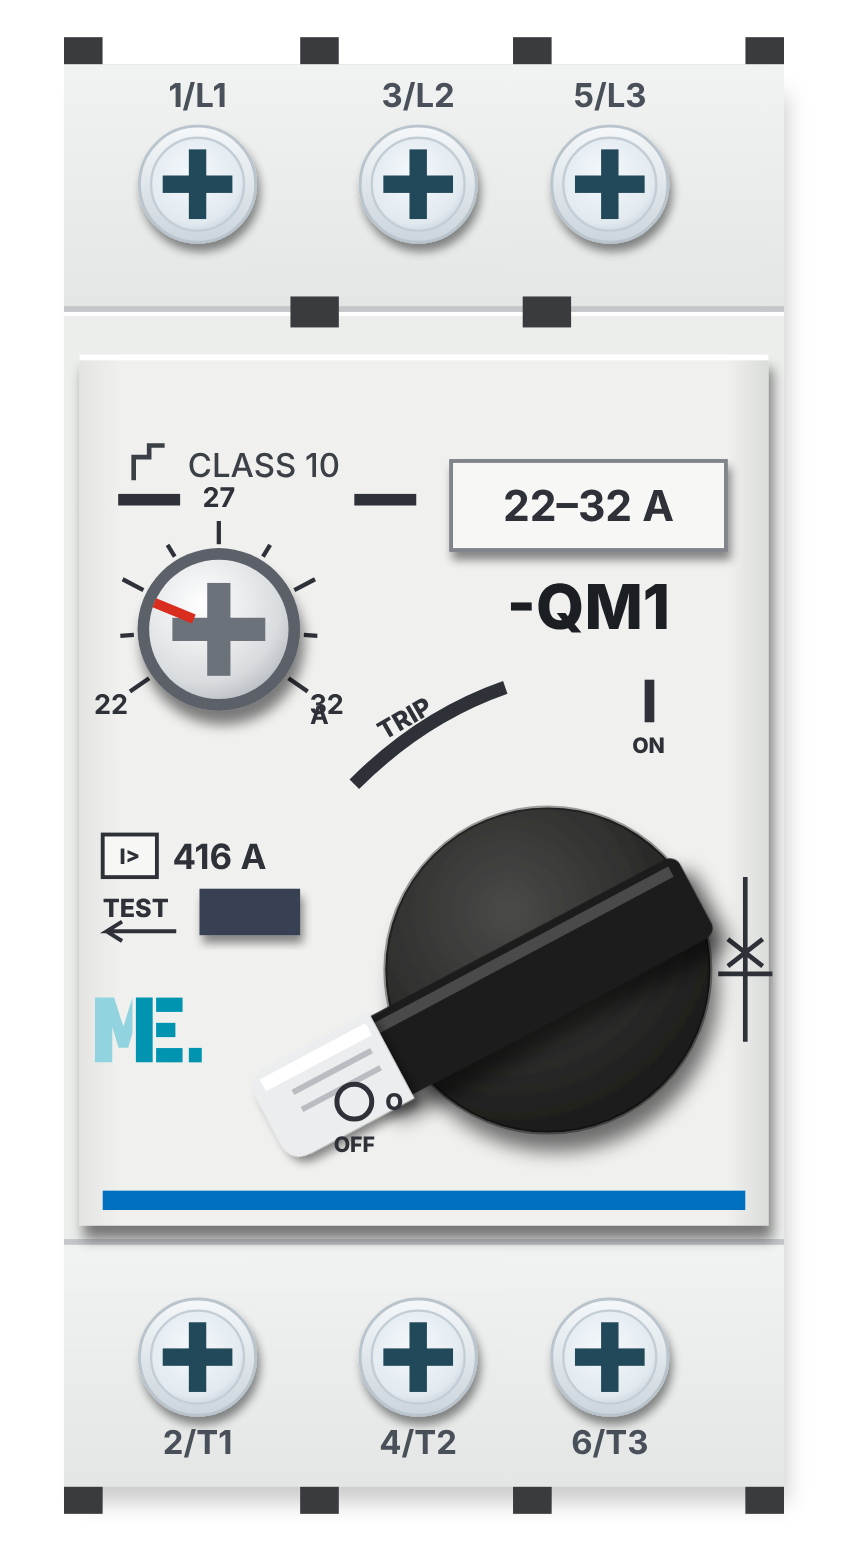 1/L1 3/L2 5/L3
CLASS 10
27
22–32 A
-QM1
22
32
A
TRIP
ON
I> 416 A
TEST
ME.
O
OFF
2/T1 4/T2 6/T3